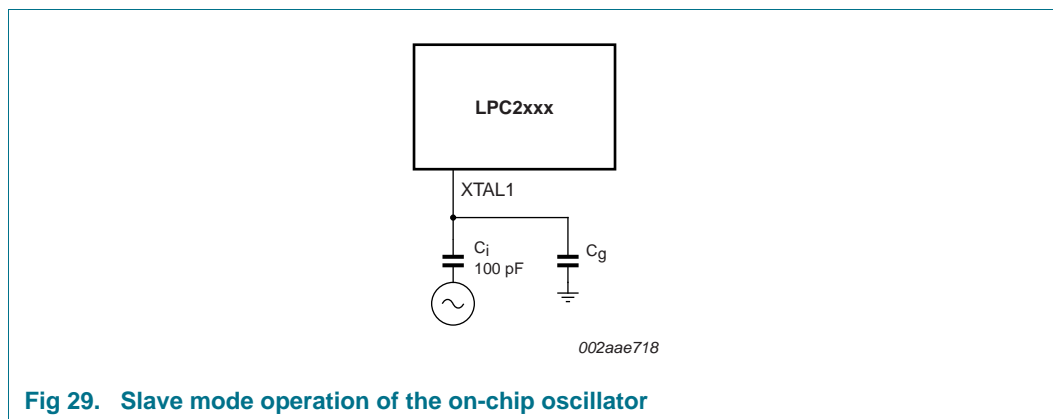 LPC2xxx
XTAL1
Ci
100 pF
Cg
002aae718
Fig 29. Slave mode operation of the on-chip oscillator